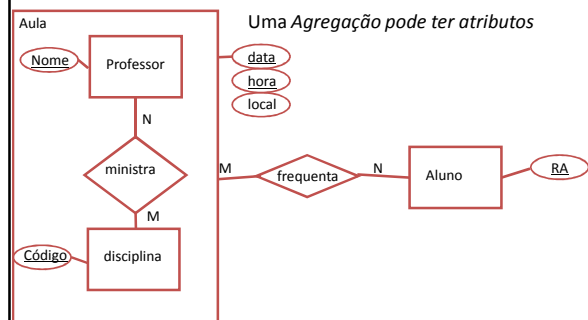 Aula
Uma Agregação pode ter atributos
Nome
Professor
data
hora
local
N
ministra
M
frequenta
N
Aluno
RA
M
Código
disciplina